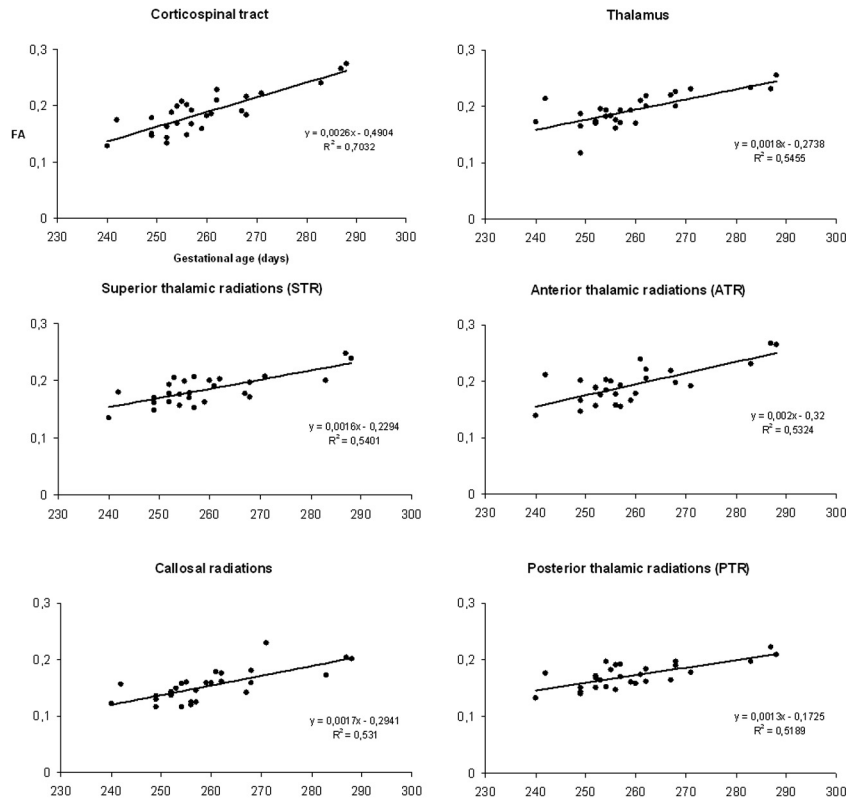 Corticospinal tract
0,3
0,2
FA
0,1
0
y = 0,0026x - 0,4904
R² = 0,7032
230 240 250 260 270 280 290 300
Gestational age (days)
Thalamus
0,3
0,2
0,1
0
y = 0,0018x - 0,2738
R² = 0,5455
230 240 250 260 270 280 290 300
Superior thalamic radiations (STR)
0,3
0,2
0,1
0
y = 0,0016x - 0,2294
R² = 0,5401
230 240 250 260 270 280 290 300
Anterior thalamic radiations (ATR)
0,3
0,2
0,1
0
y = 0,002x - 0,32
R² = 0,5324
230 240 250 260 270 280 290 300
Callosal radiations
0,3
0,2
0,1
0
y = 0,0017x - 0,2941
R² = 0,531
230 240 250 260 270 280 290 300
Posterior thalamic radiations (PTR)
0,3
0,2
0,1
0
y = 0,0013x - 0,1725
R² = 0,5189
230 240 250 260 270 280 290 300